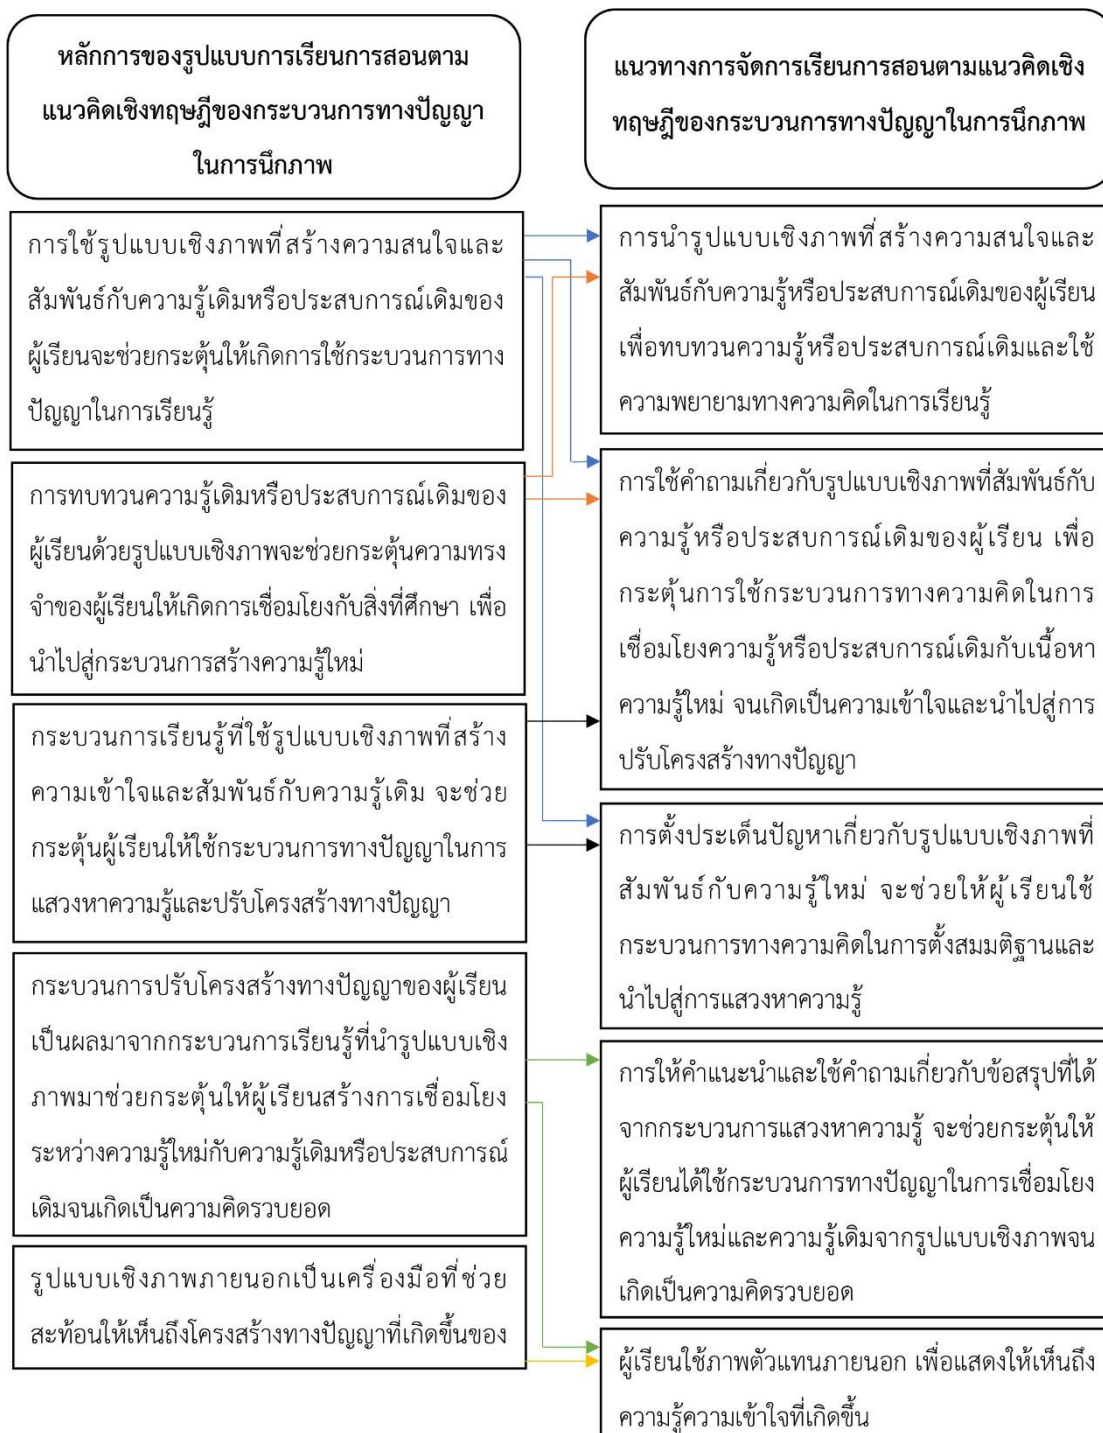 หลักการของรูปแบบการเรียนการสอนตาม
แนวคิดเชิงทฤษฎีของกระบวนการทางปัญญา
ในการนึกภาพ
แนวทางการจัดการเรียนการสอนตามแนวคิดเชิง
ทฤษฎีของกระบวนการทางปัญญาในการนึกภาพ
การใช้รูปแบบเชิงภาพที่สร้างความสนใจและ
สัมพันธ์กับความรู้เดิมหรือประสบการณ์เดิมของ
ผู้เรียนจะช่วยกระตุ้นให้เกิดการใช้กระบวนการทาง
ปัญญาในการเรียนรู้
การทบทวนความรู้เดิมหรือประสบการณ์เดิมของ
ผู้เรียนด้วยรูปแบบเชิงภาพจะช่วยกระตุ้นความทรง
จำของผู้เรียนให้เกิดการเชื่อมโยงกับสิ่งที่ศึกษา เพื่อ
นำไปสู่กระบวนการสร้างความรู้ใหม่
กระบวนการเรียนรู้ที่ใช้รูปแบบเชิงภาพที่สร้าง
ความเข้าใจและสัมพันธ์กับความรู้เดิม จะช่วย
กระตุ้นผู้เรียนให้ใช้กระบวนการทางปัญญาในการ
แสวงหาความรู้และปรับโครงสร้างทางปัญญา
กระบวนการปรับโครงสร้างทางปัญญาของผู้เรียน
เป็นผลมาจากกระบวนการเรียนรู้ที่นำรูปแบบเชิง
ภาพมาช่วยกระตุ้นให้ผู้เรียนสร้างการเชื่อมโยง
ระหว่างความรู้ใหม่กับความรู้เดิมหรือประสบการณ์
เดิมจนเกิดเป็นความคิดรวบยอด
รูปแบบเชิงภาพภายนอกเป็นเครื่องมือที่ช่วย
สะท้อนให้เห็นถึงโครงสร้างทางปัญญาที่เกิดขึ้นของ
การนำรูปแบบเชิงภาพที่สร้างความสนใจและ
สัมพันธ์กับความรู้หรือประสบการณ์เดิมของผู้เรียน
เพื่อทบทวนความรู้หรือประสบการณ์เดิมและใช้
ความพยายามทางความคิดในการเรียนรู้
การใช้คำถามเกี่ยวกับรูปแบบเชิงภาพที่สัมพันธ์กับ
ความรู้หรือประสบการณ์เดิมของผู้เรียน เพื่อ
กระตุ้นการใช้กระบวนการทางความคิดในการ
เชื่อมโยงความรู้หรือประสบการณ์เดิมกับเนื้อหา
ความรู้ใหม่ จนเกิดเป็นความเข้าใจและนำไปสู่การ
ปรับโครงสร้างทางปัญญา
การตั้งประเด็นปัญหาเกี่ยวกับรูปแบบเชิงภาพที่
สัมพันธ์กับความรู้ใหม่ จะช่วยให้ผู้เรียนใช้
กระบวนการทางความคิดในการตั้งสมมติฐานและ
นำไปสู่การแสวงหาความรู้
การให้คำแนะนำและใช้คำถามเกี่ยวกับข้อสรุปที่ได้
จากกระบวนการแสวงหาความรู้ จะช่วยกระตุ้นให้
ผู้เรียนได้ใช้กระบวนการทางปัญญาในการเชื่อมโยง
ความรู้ใหม่และความรู้เดิมจากรูปแบบเชิงภาพจน
เกิดเป็นความคิดรวบยอด
ผู้เรียนใช้ภาพตัวแทนภายนอก เพื่อแสดงให้เห็นถึง
ความรู้ความเข้าใจที่เกิดขึ้น